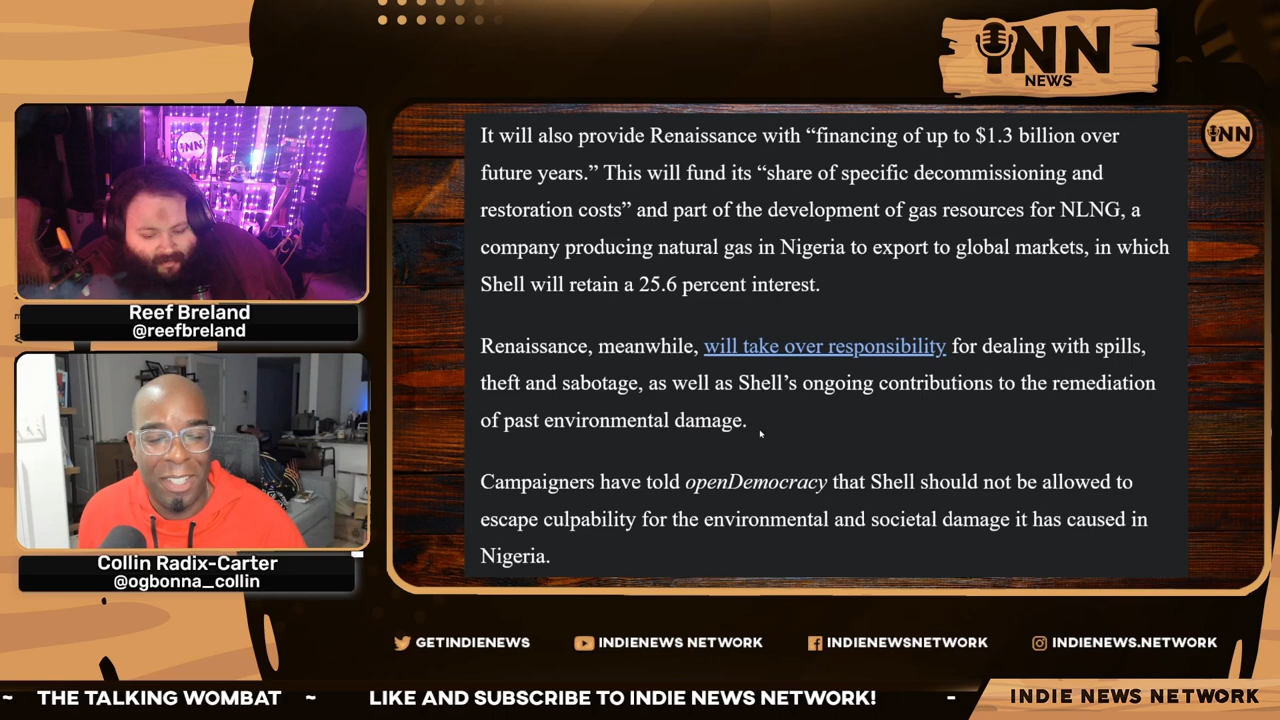 iNN
NEWS
iNN
It will also provide Renaissance with “financing of up to $1.3 billion over
future years.” This will fund its “share of specific decommissioning and
restoration costs” and part of the development of gas resources for NLNG, a
company producing natural gas in Nigeria to export to global markets, in which
Shell will retain a 25.6 percent interest.
Renaissance, meanwhile, will take over responsibility for dealing with spills,
theft and sabotage, as well as Shell’s ongoing contributions to the remediation
of past environmental damage.
Campaigners have told openDemocracy that Shell should not be allowed to
escape culpability for the environmental and societal damage it has caused in
Nigeria.
iNN
Reef Breland
@reefbreland
Collin Radix-Carter
@ogbonna_collin
GETINDIENEWS
INDIENEWS NETWORK
INDIENEWSNETWORK
INDIENEWS.NETWORK
~ THE TALKING WOMBAT ~ LIKE AND SUBSCRIBE TO INDIE NEWS NETWORK! -
INDIE NEWS NETWORK